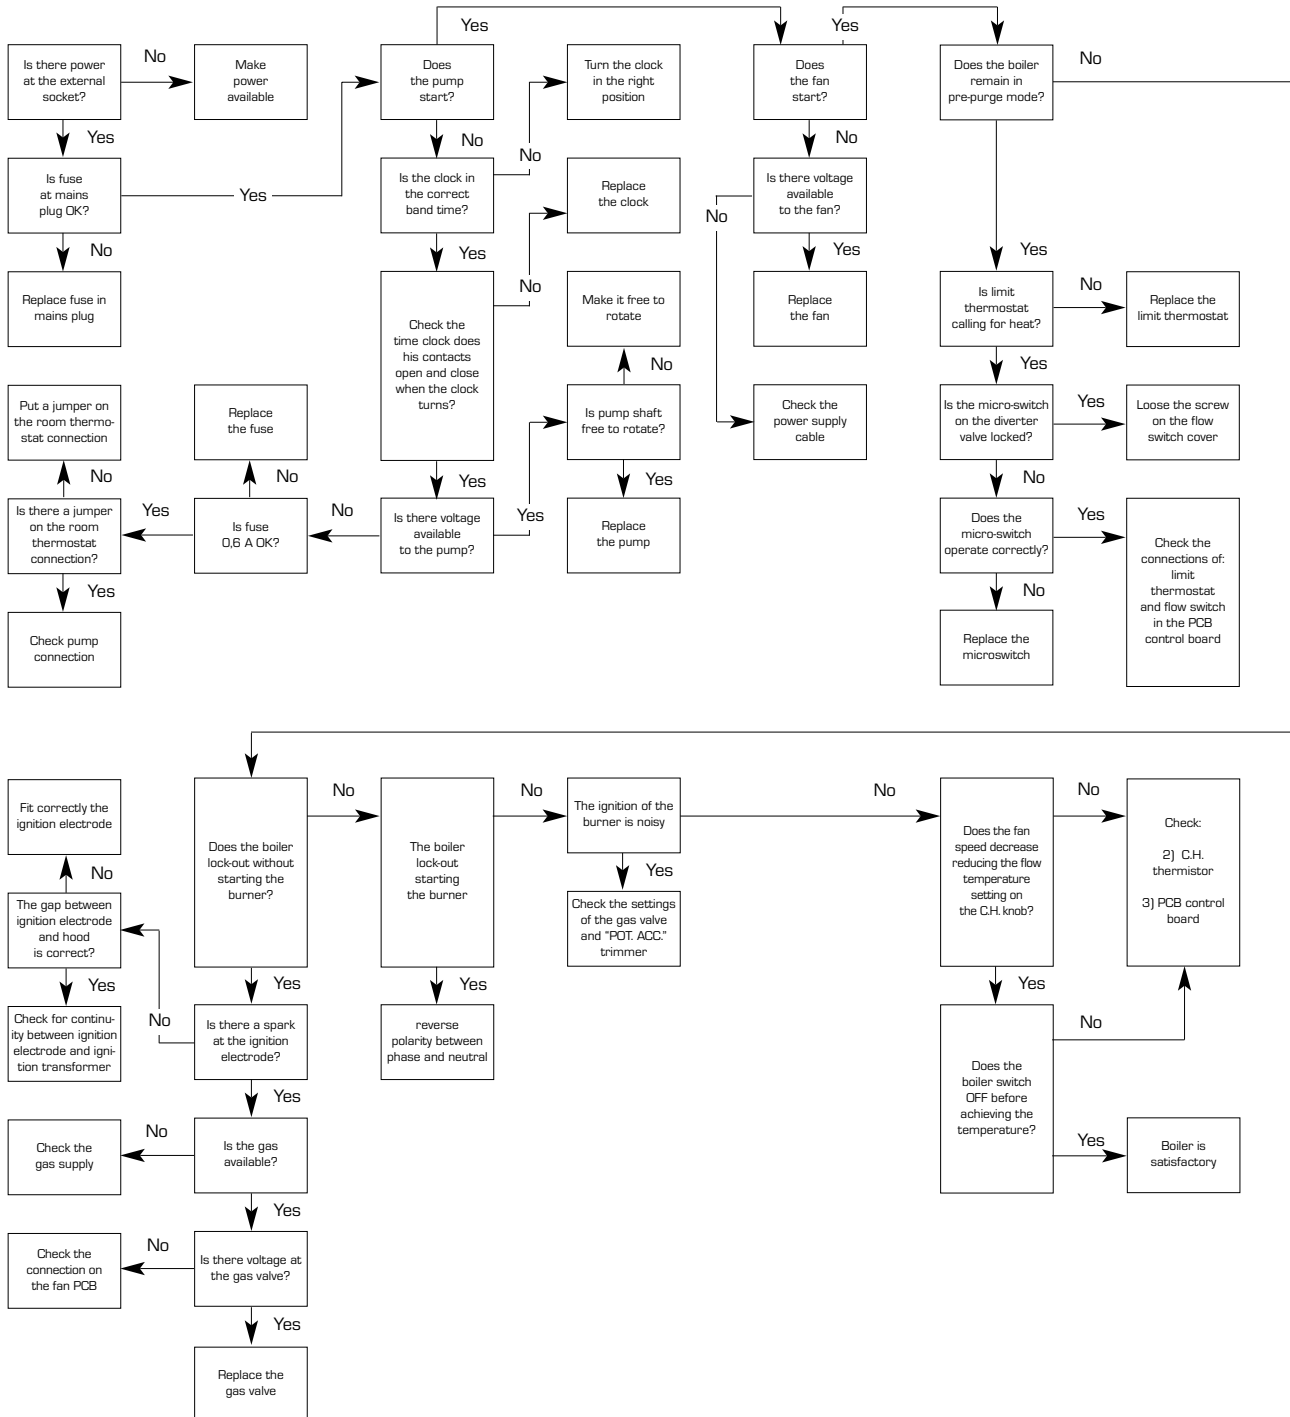 Yes
Yes
Is there power
at the external
socket?
No
Make
power
available
Does
the pump
start?
Turn the clock
in the right
position
Does
the fan
start?
Does the boiler
remain in
pre-purge mode?
No
Yes
No
No
No
Is fuse
at mains
plug OK?
Yes
Is the clock in
the correct
band time?
Replace
the clock
Is there voltage
available
to the fan?
No
No
Yes
No
Yes
Yes
Replace fuse in
mains plug
Check the
time clock does
his contacts
open and close
when the clock
turns?
Make it free to
rotate
Replace
the fan
Is limit
thermostat
calling for heat?
No
Replace the
limit thermostat
No
Yes
Put a jumper on
the room thermo-
stat connection
Replace
the fuse
Is pump shaft
free to rotate?
Check the
power supply
cable
Is the micro-switch
on the diverter
valve locked?
Yes
Loose the screw
on the flow
switch cover
No
No
Yes
Yes
No
Is there a jumper
on the room
thermostat
connection?
Yes
Is fuse
0,6 A OK?
No
Is there voltage
available
to the pump?
Yes
Replace
the pump
Does the
micro-switch
operate correctly?
Yes
Check the
connections of:
limit
thermostat
and flow switch
in the PCB
control board
Yes
No
Check pump
connection
Replace the
microswitch
Fit correctly the
ignition electrode
Does the boiler
lock-out without
starting the
burner?
No
The boiler
lock-out
starting
the burner
No
The ignition of the
burner is noisy
No
Does the fan
speed decrease
reducing the flow
temperature
setting on
the C.H. knob?
No
Check:
2) C.H.
thermistor
3) PCB control
board
No
Yes
The gap between
ignition electrode
and hood
is correct?
Check the settings
of the gas valve
and "POT. ACC."
trimmer
Yes
Yes
Yes
Yes
Check for continu-
ity between ignition
electrode and igni-
tion transformer
No
Is there a spark
at the ignition
electrode?
reverse
polarity between
phase and neutral
No
Does the
boiler switch
OFF before
achieving the
temperature?
Yes
Check the
gas supply
No
Is the gas
available?
Yes
Boiler is
satisfactory
Yes
Check the
connection on
the fan PCB
No
Is there voltage at
the gas valve?
Yes
Replace the
gas valve